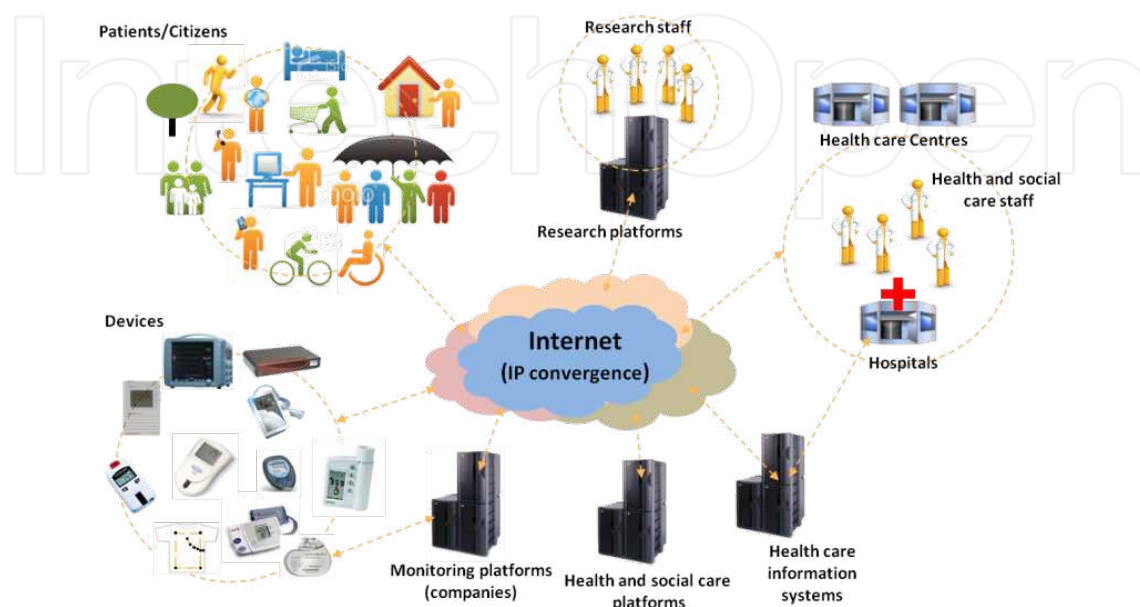 IntechOpen
Patients/Citizens
Research staff
Research platforms
Health care Centres
Health and social
care staff
Hospitals
Devices
Internet
(IP convergence)
Monitoring platforms
(companies)
Health and social care
platforms
Health care
information
systems